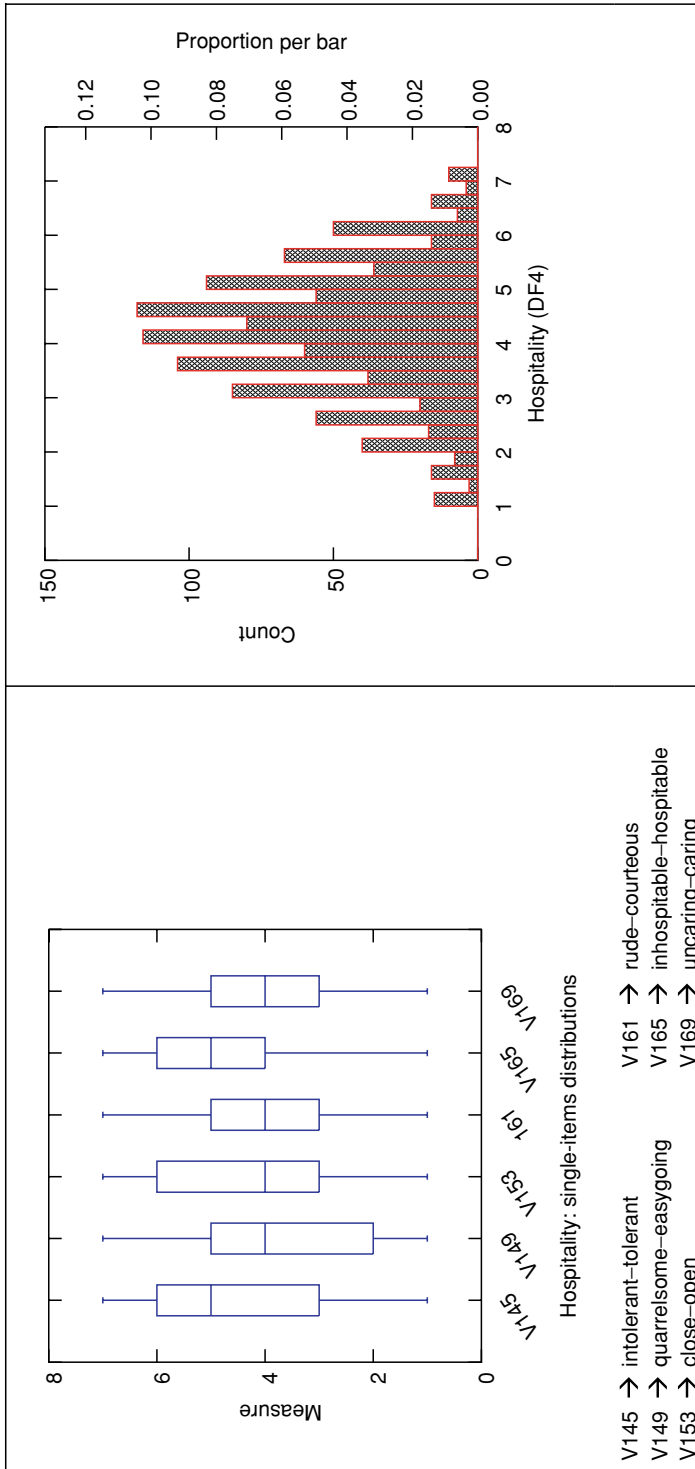 8
6
4
2
0
Measure
V145
V149
V153
161
V165
V169
Hospitality: single-items distributions
V145 → intolerant–tolerant
V149 → quarrelsome–easygoing
V153 → close–open
V161 → rude–courteous
V165 → inhospitable–hospitable
V169 → uncaring–caring
150
100
50
0
Count
0 1 2 3 4 5 6 7 8
Hospitality (DF4)
0.12
0.10
0.08
0.06
0.04
0.02
0.00
Proportion per bar